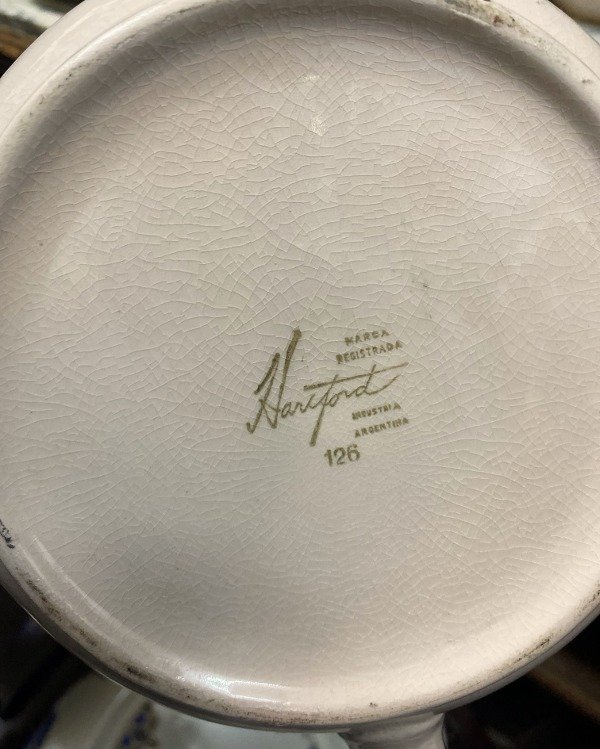 MARCA
REGISTRADA
Hartford
INDUSTRIA
ARGENTINA
126